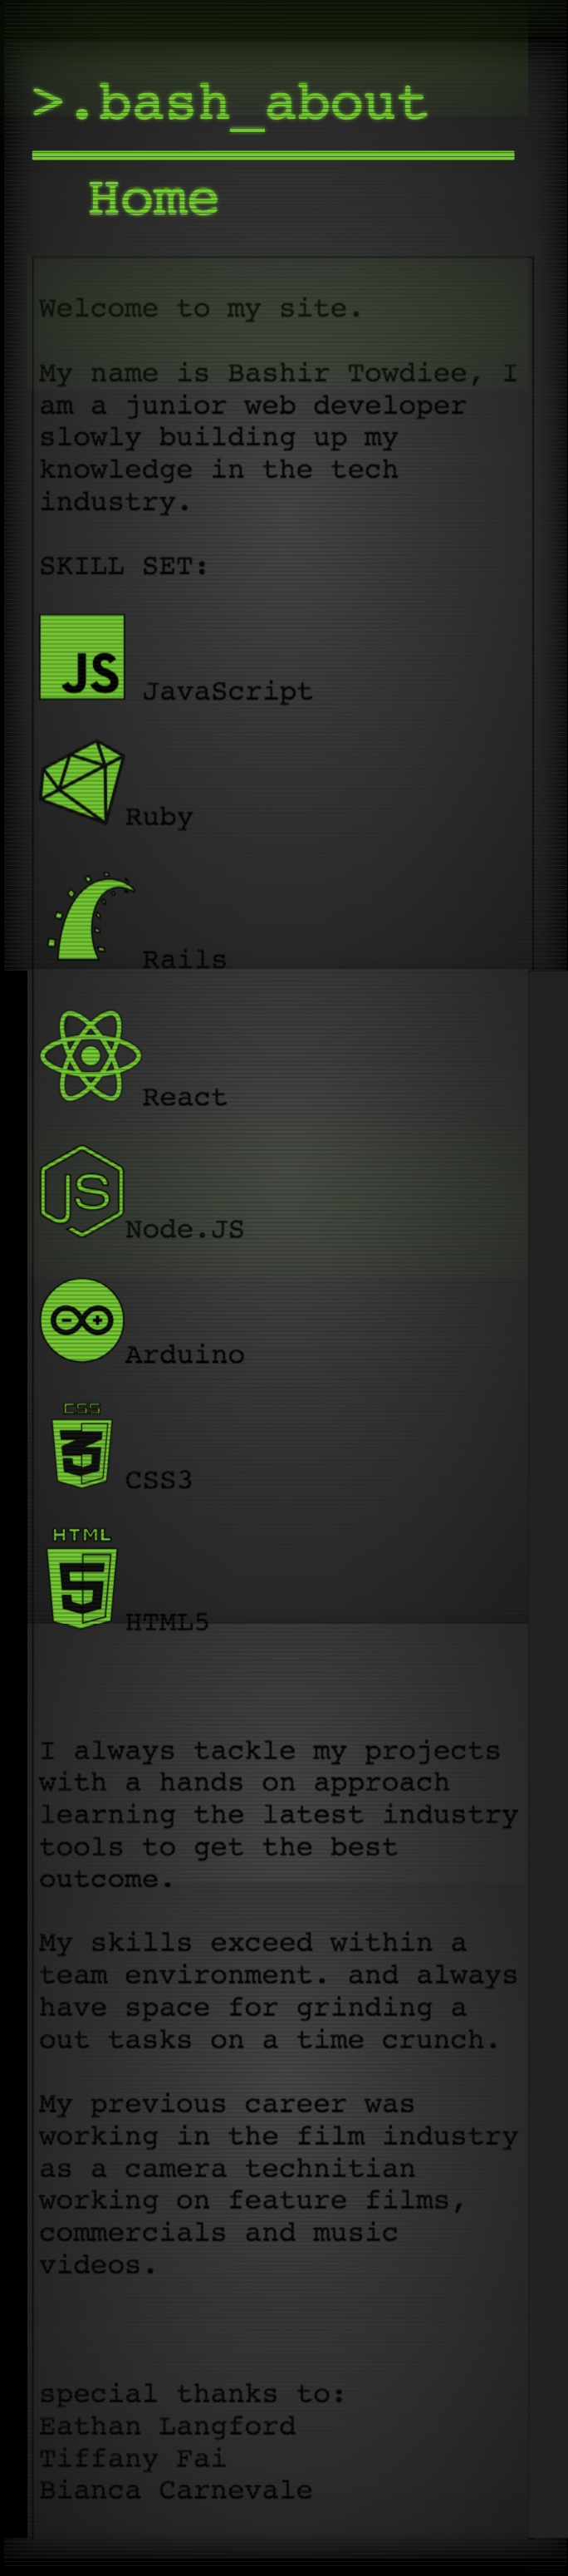 >.bash_about
Home
Welcome to my site.
My name is Bashir Towdiee, I
am a junior web developer
slowly building up my
knowledge in the tech
industry.
SKILL SET:
JS
JavaScript
Ruby
Rails
React
JS
Node.JS
Arduino
CSS
3
CSS3
HTML
5
HTML5
I always tackle my projects
with a hands on approach
learning the latest industry
tools to get the best
outcome.
My skills exceed within a
team environment. and always
have space for grinding a
out tasks on a time crunch.
My previous career was
working in the film industry
as a camera technitian
working on feature films,
commercials and music
videos.
special thanks to:
Eathan Langford
Tiffany Fai
Bianca Carnevale